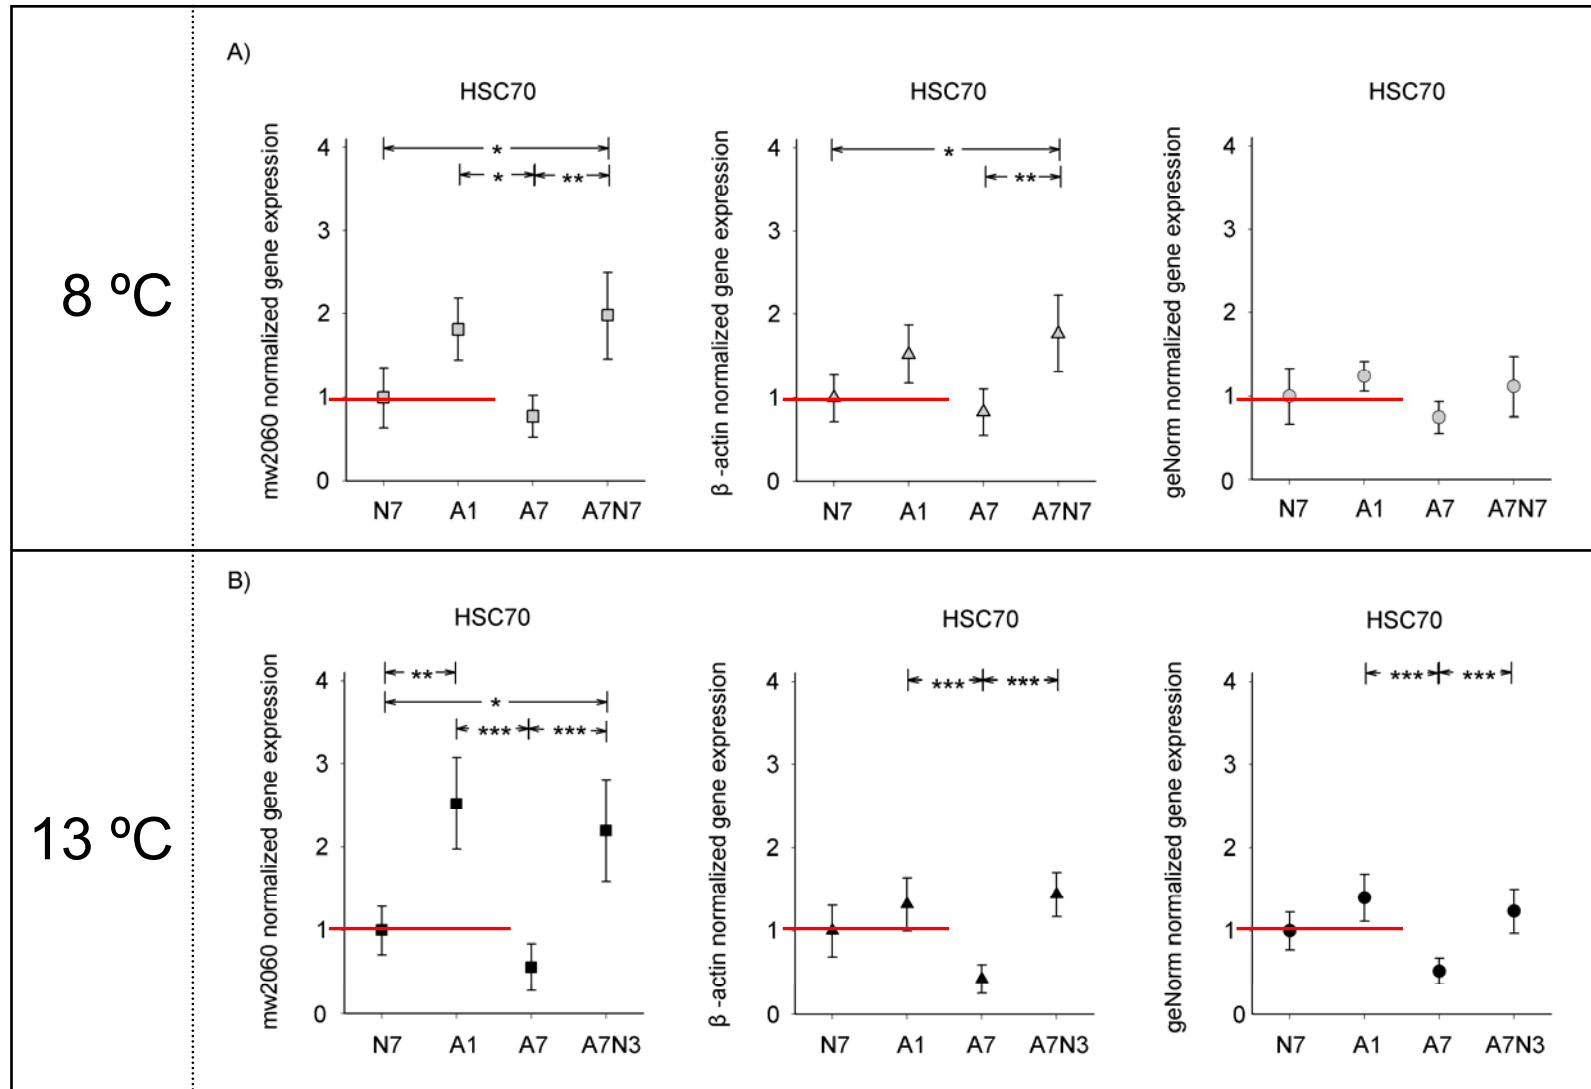 8 ºC
A)
HSC70
mw2060 normalized gene expression
4
3
2
1
0
*
* **
N7 A1 A7 A7N7
HSC70
β -actin normalized gene expression
4
3
2
1
0
*
**
N7 A1 A7 A7N7
HSC70
geNorm normalized gene expression
4
3
2
1
0
N7 A1 A7 A7N7
13 ºC
B)
HSC70
mw2060 normalized gene expression
4
3
2
1
0
**
*
*** ***
N7 A1 A7 A7N3
HSC70
β -actin normalized gene expression
4
3
2
1
0
*** ***
N7 A1 A7 A7N3
HSC70
geNorm normalized gene expression
4
3
2
1
0
*** ***
N7 A1 A7 A7N3